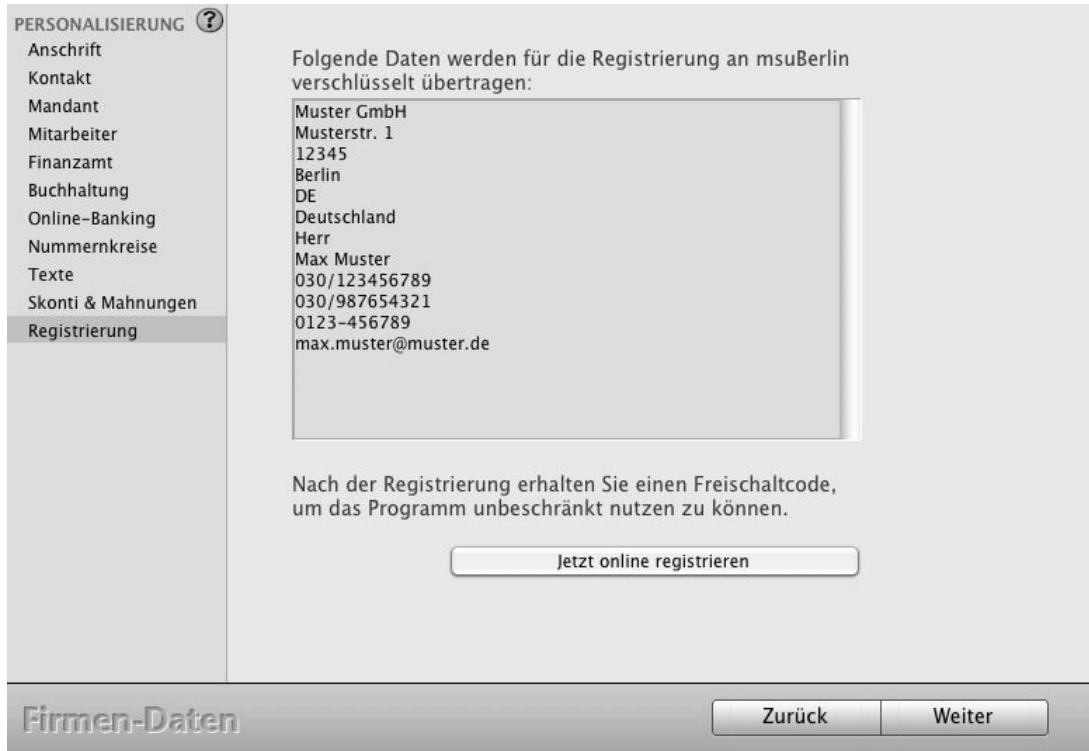 PERSONALISIERUNG ?
Anschrift
Kontakt
Mandant
Mitarbeiter
Finanzamt
Buchhaltung
Online-Banking
Nummernkreise
Texte
Skonti & Mahnungen
Registrierung
Folgende Daten werden für die Registrierung an msuBerlin
verschlüsselt übertragen:
Muster GmbH
Musterstr. 1
12345
Berlin
DE
Deutschland
Herr
Max Muster
030/123456789
030/987654321
0123-456789
max.muster@muster.de
Nach der Registrierung erhalten Sie einen Freischaltcode,
um das Programm unbeschränkt nutzen zu können.
Jetzt online registrieren
Firmen-Daten
Zurück
Weiter